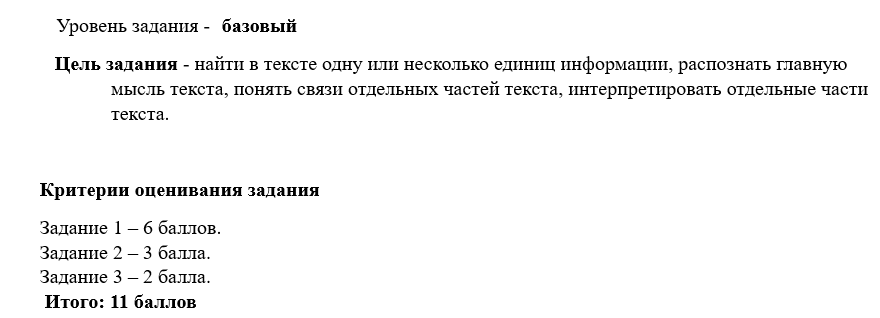 Уровень задания - базовый
Цель задания - найти в тексте одну или несколько единиц информации, распознать главную
мысль текста, понять связи отдельных частей текста, интерпретировать отдельные части
текста.
Критерии оценивания задания
Задание 1 – 6 баллов.
Задание 2 – 3 балла.
Задание 3 – 2 балла.
Итого: 11 баллов